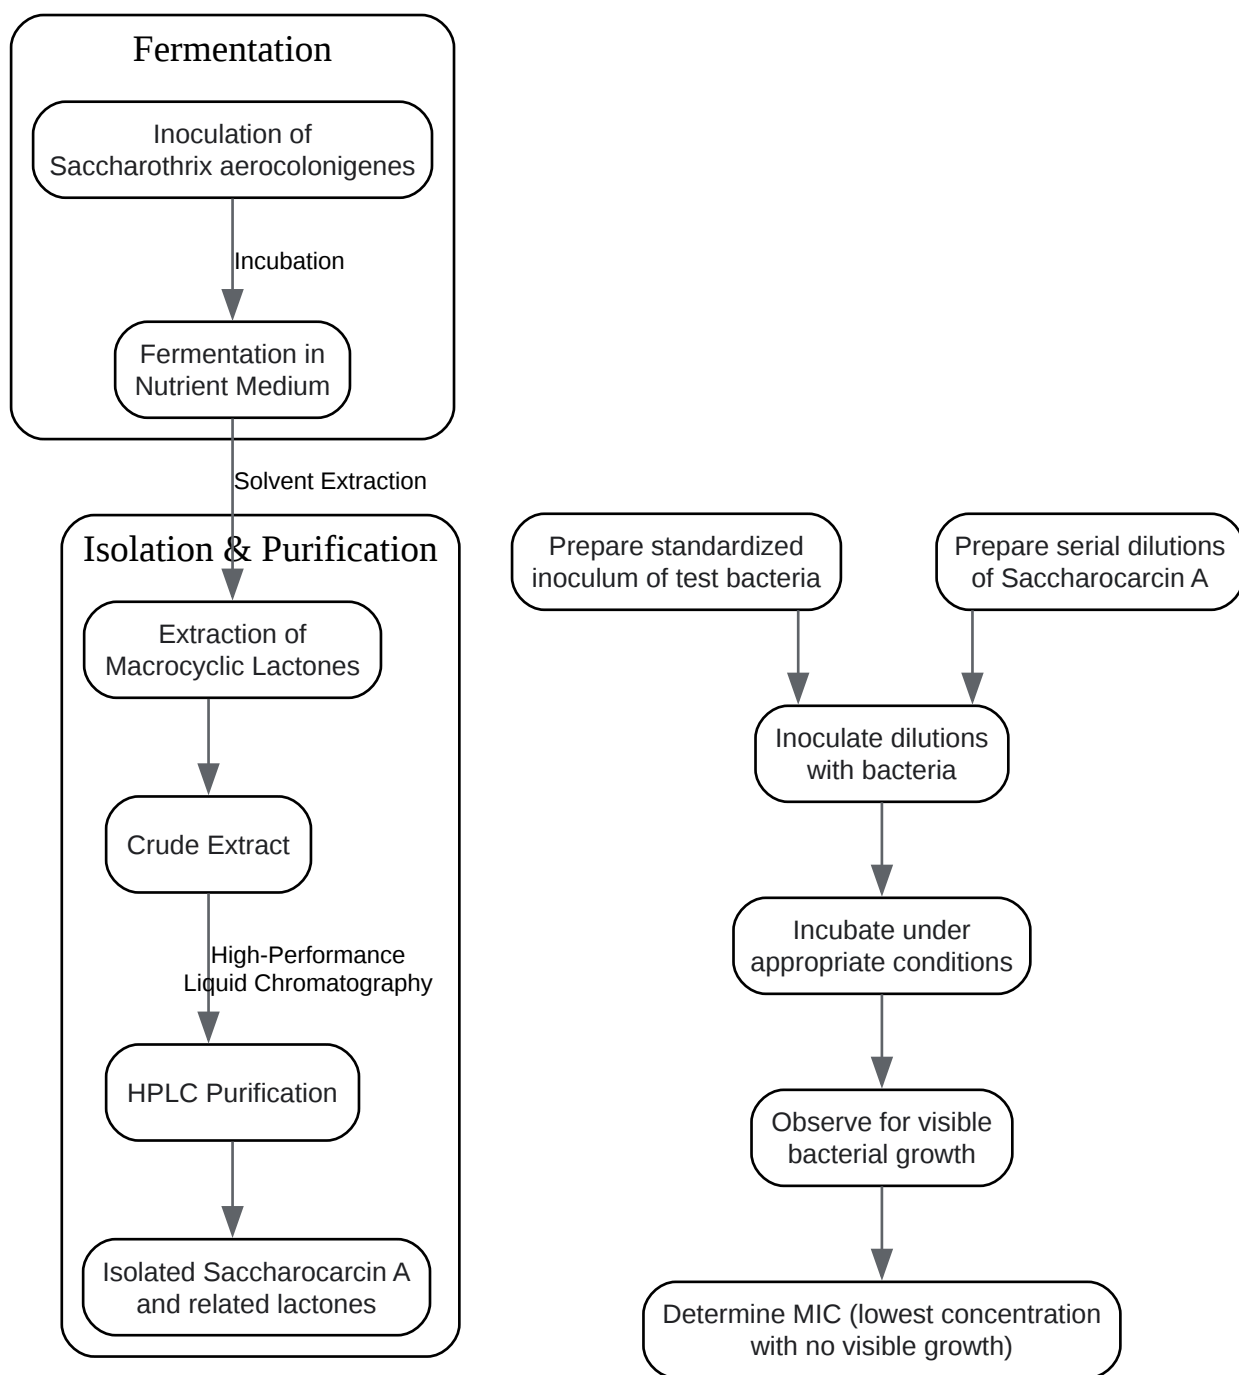 Fermentation
Inoculation of
Saccharothrix aerocolonigenes
Incubation
Fermentation in
Nutrient Medium
Solvent Extraction
Isolation & Purification
Extraction of
Macrocyclic Lactones
Crude Extract
High-Performance
Liquid Chromatography
HPLC Purification
Isolated Saccharocarcin A
and related lactones
Prepare standardized
inoculum of test bacteria
Prepare serial dilutions
of Saccharocarcin A
Inoculate dilutions
with bacteria
Incubate under
appropriate conditions
Observe for visible
bacterial growth
Determine MIC (lowest concentration
with no visible growth)